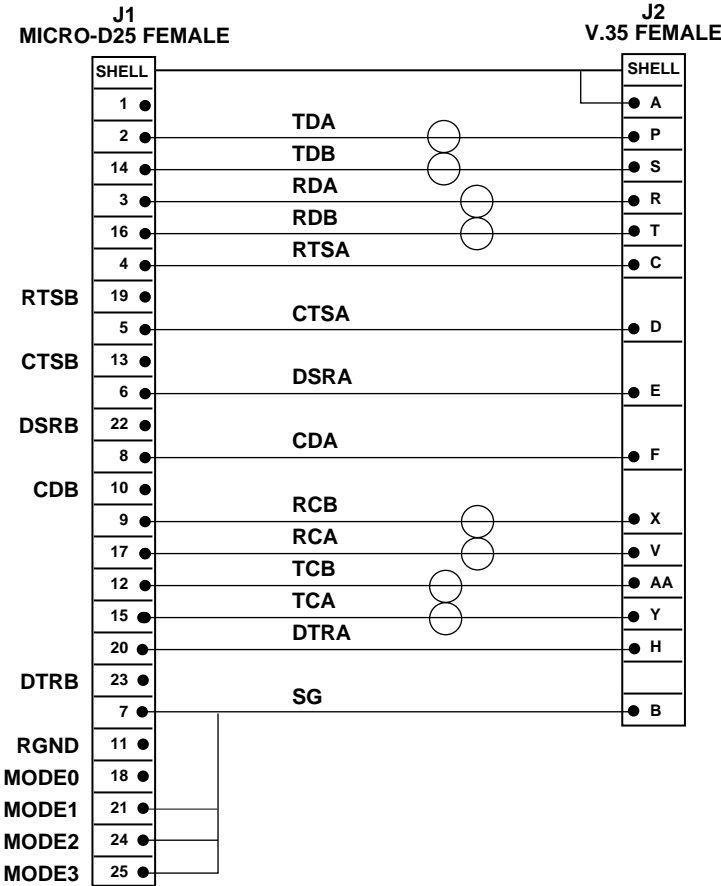 J1 J2
MICRO-D25 FEMALE V.35 FEMALE
SHELL SHELL
1 A
2 TDA P
14 TDB S
3 RDA R
16 RDB T
4 RTSA C
RTSB 19
5 CTSA D
CTSB 13
6 DSRA E
DSRB 22
8 CDA F
CDB 10
9 RCB X
17 RCA V
12 TCB AA
15 TCA Y
20 DTRA H
DTRB 23
7 SG B
RGND 11
MODE0 18
MODE1 21
MODE2 24
MODE3 25